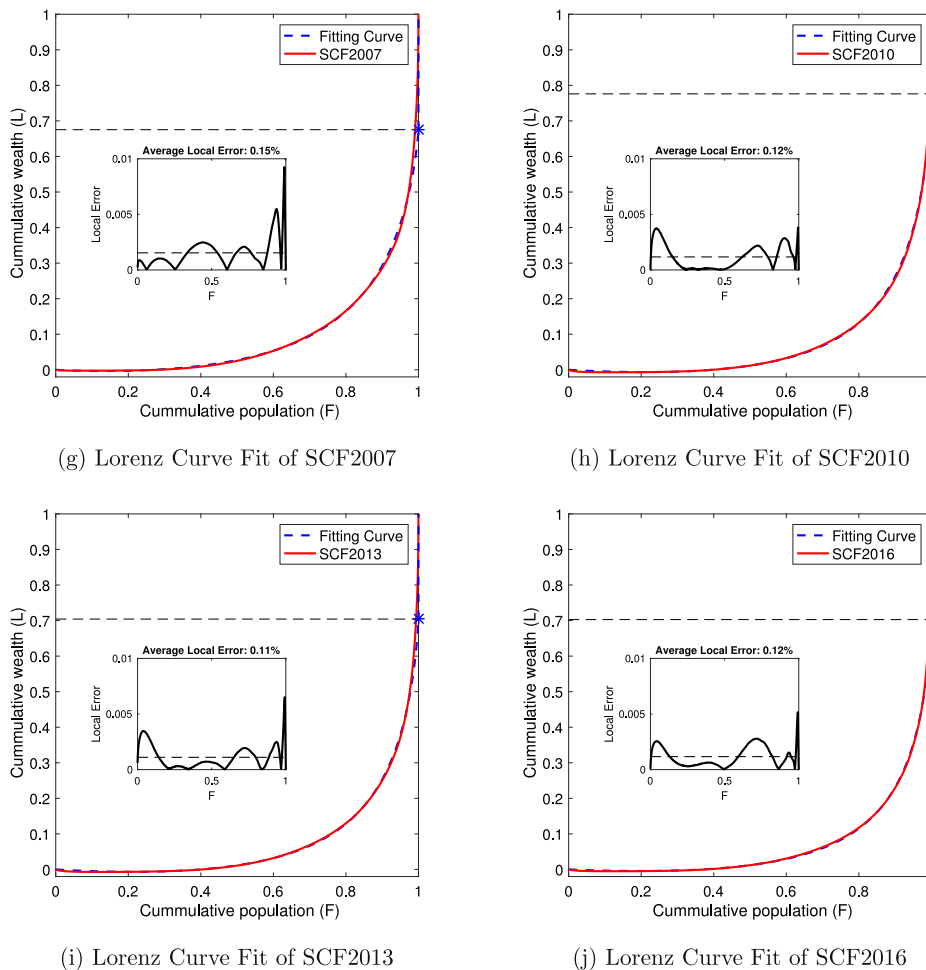 1
0.9
0.8
0.7
0.6
0.5
0.4
0.3
0.2
0.1
0
Cummulative wealth (L)
Fitting Curve
SCF2007
Average Local Error: 0.15%
0.01
0.005
0
Local Error
0 0.5 1
F
0 0.2 0.4 0.6 0.8 1
Cummulative population (F)
(g) Lorenz Curve Fit of SCF2007
1
0.9
0.8
0.7
0.6
0.5
0.4
0.3
0.2
0.1
0
Cummulative wealth (L)
Fitting Curve
SCF2010
Average Local Error: 0.12%
0.01
0.005
0
Local Error
0 0.5 1
F
0 0.2 0.4 0.6 0.8
Cummulative population (F)
(h) Lorenz Curve Fit of SCF2010
1
0.9
0.8
0.7
0.6
0.5
0.4
0.3
0.2
0.1
0
Cummulative wealth (L)
Fitting Curve
SCF2013
Average Local Error: 0.11%
0.01
0.005
0
Local Error
0 0.5 1
F
0 0.2 0.4 0.6 0.8 1
Cummulative population (F)
(i) Lorenz Curve Fit of SCF2013
1
0.9
0.8
0.7
0.6
0.5
0.4
0.3
0.2
0.1
0
Cummulative wealth (L)
Fitting Curve
SCF2016
Average Local Error: 0.12%
0.01
0.005
0
Local Error
0 0.5 1
F
0 0.2 0.4 0.6 0.8
Cummulative population (F)
(j) Lorenz Curve Fit of SCF2016